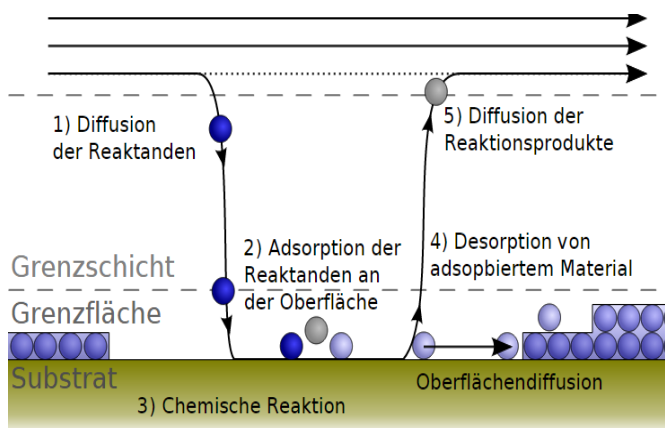 1) Diffusion
der Reaktanden
5) Diffusion der
Reaktionsprodukte
2) Adsorption der
Reaktanden an
der Oberfläche
4) Desorption von
adsopbiertem Material
Grenzschicht
Grenzfläche
Substrat
3) Chemische Reaktion
Oberflächendiffusion